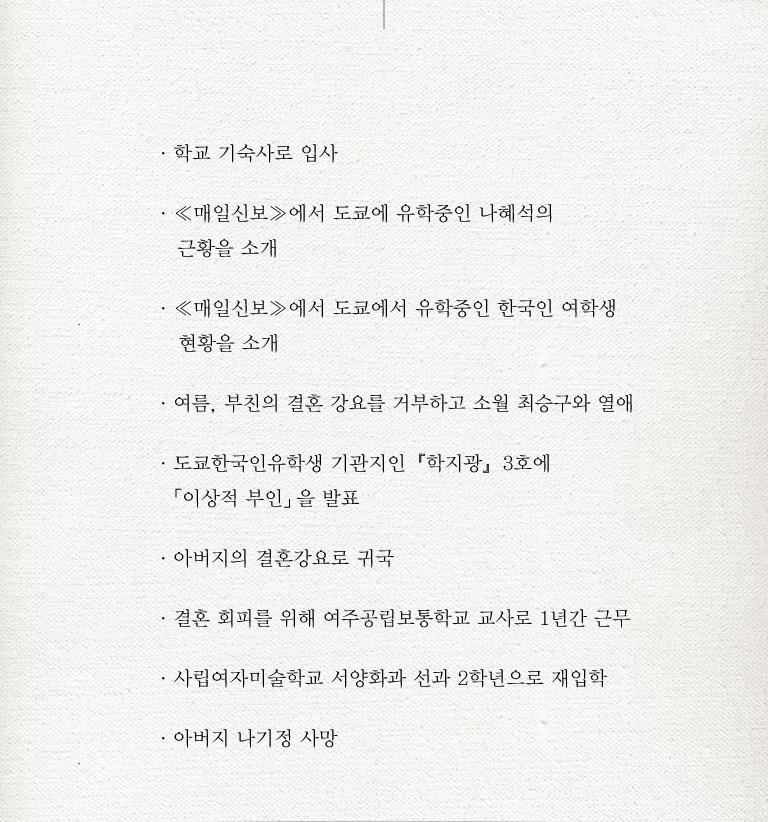 · 학교 기숙사로 입사
· ≪매일신보≫에서 도쿄에 유학중인 나혜석의
근황을 소개
· ≪매일신보≫에서 도쿄에서 유학중인 한국인 여학생
현황을 소개
· 여름, 부친의 결혼 강요를 거부하고 소월 최승구와 열애
· 도쿄한국인유학생 기관지인 『학지광』 3호에
「이상적 부인」을 발표
· 아버지의 결혼강요로 귀국
· 결혼 회피를 위해 여주공립보통학교 교사로 1년간 근무
· 사립여자미술학교 서양화과 선과 2학년으로 재입학
· 아버지 나기정 사망